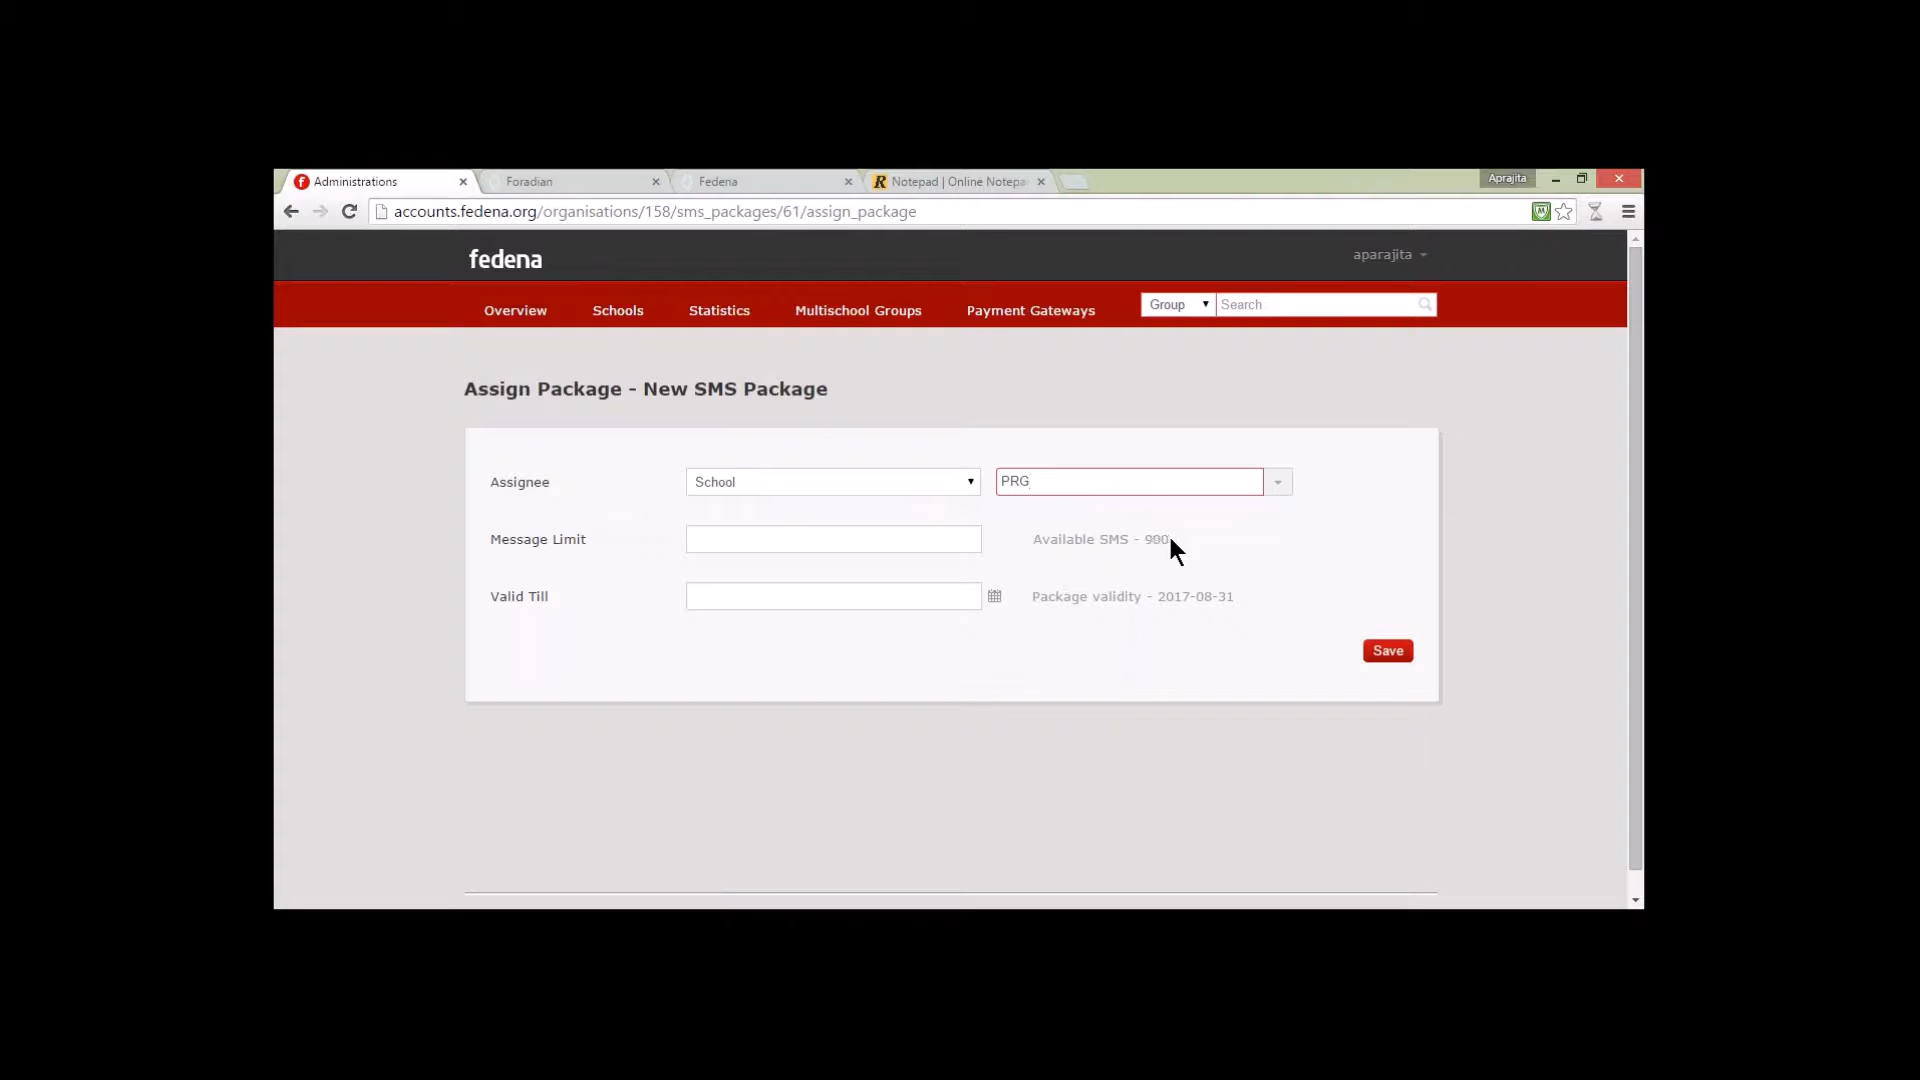 Administrations
Foradian
Fedena
Notepad | Online Notepa
Aprajita
accounts.fedena.org/organisations/158/sms_packages/61/assign_package
fedena
aparajita
Overview Schools Statistics Multischool Groups Payment Gateways Group Search
Assign Package - New SMS Package
Assignee School PRG
Message Limit Available SMS - 900
Valid Till Package validity - 2017-08-31
Save